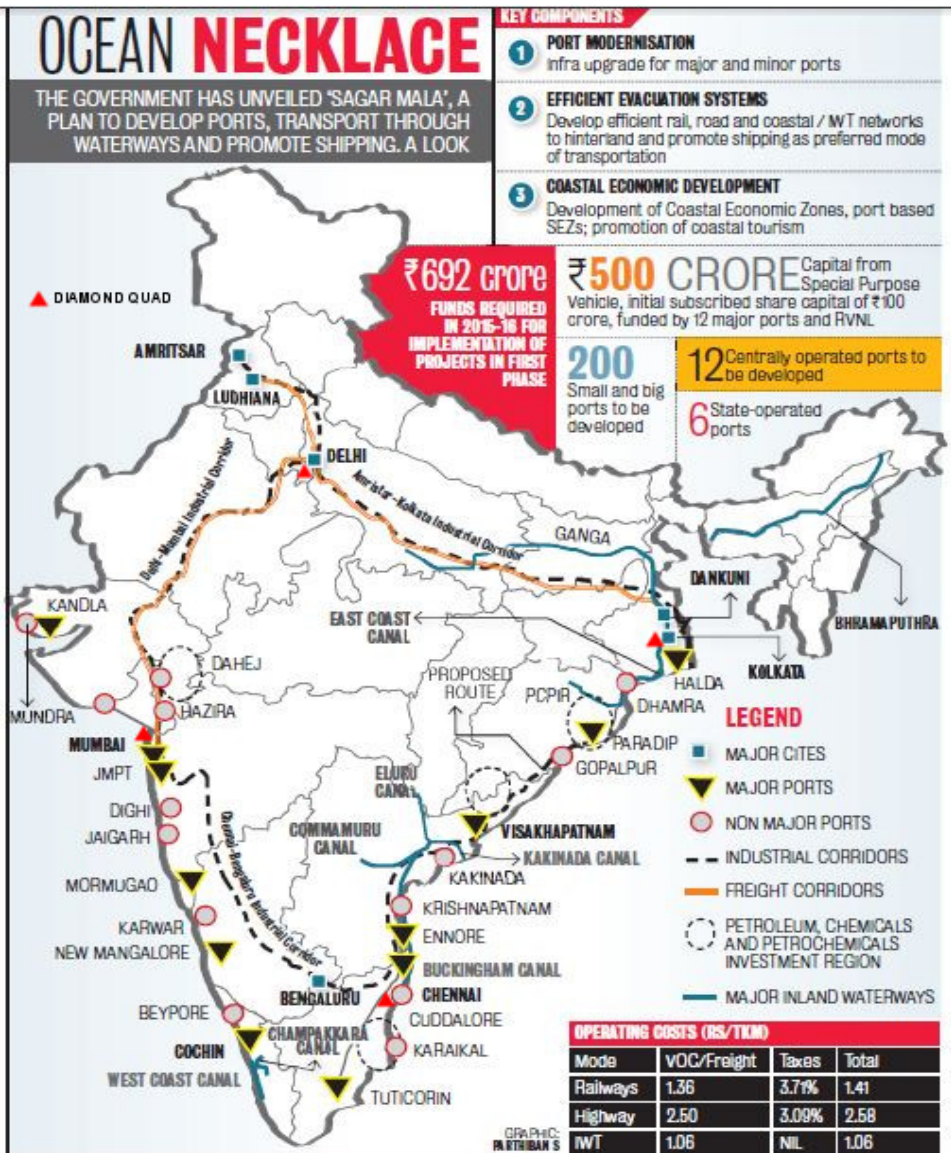 OCEAN NECKLACE
THE GOVERNMENT HAS UNVEILED ‘SAGAR MALA’, A
PLAN TO DEVELOP PORTS, TRANSPORT THROUGH
WATERWAYS AND PROMOTE SHIPPING. A LOOK
KEY COMPONENTS
1 PORT MODERNISATION
Infra upgrade for major and minor ports
2 EFFICIENT EVACUATION SYSTEMS
Develop efficient rail, road and coastal / IWT networks
to hinterland and promote shipping as preferred mode
of transportation
3 COASTAL ECONOMIC DEVELOPMENT
Development of Coastal Economic Zones, port based
SEZs; promotion of coastal tourism
₹692 crore
FUNDS REQUIRED
IN 2015-16 FOR
IMPLEMENTATION OF
PROJECTS IN FIRST
PHASE
₹500 CRORE Capital from
Special Purpose
Vehicle, initial subscribed share capital of ₹100
crore, funded by 12 major ports and RVNL
200
Small and big
ports to be
developed
12 Centrally operated ports to
be developed
6 State-operated
ports
DIAMOND QUAD
AMRITSAR
LUDHIANA
DELHI
Delhi-Mumbai Industrial Corridor
Amristar-Kolkata Industrial Corridor
GANGA
DANKUNI
BHRAMAPUTHRA
KANDLA
EAST COAST
CANAL
KOLKATA
DAHEJ
PROPOSED
ROUTE
PCPIR
HALDA
DHAMRA
MUNDRA
HAZIRA
PARADIP
MUMBAI
GOPALPUR
JMPT
ELURU
CANAL
DIGHI
VISAKHAPATNAM
JAIGARH
COMMAMURU
CANAL
KAKINADA CANAL
KAKINADA
MORMUGAO
Chennai-Bengaluru Industrial Corridor
KRISHNAPATNAM
KARWAR
ENNORE
NEW MANGALORE
BUCKINGHAM CANAL
BENGALURU
CHENNAI
BEYPORE
CUDDALORE
CHAMPAKKARA
CANAL
COCHIN
KARAIKAL
WEST COAST CANAL
TUTICORIN
LEGEND
MAJOR CITES
MAJOR PORTS
NON MAJOR PORTS
INDUSTRIAL CORRIDORS
FREIGHT CORRIDORS
PETROLEUM, CHEMICALS
AND PETROCHEMICALS
INVESTMENT REGION
MAJOR INLAND WATERWAYS
OPERATING COSTS (RS/TKM)
Mode VOC/Freight Taxes Total
Railways 1.36 3.71% 1.41
Highway 2.50 3.09% 2.58
IWT 1.06 NIL 1.06
GRAPHIC:
PARTHIBAN S